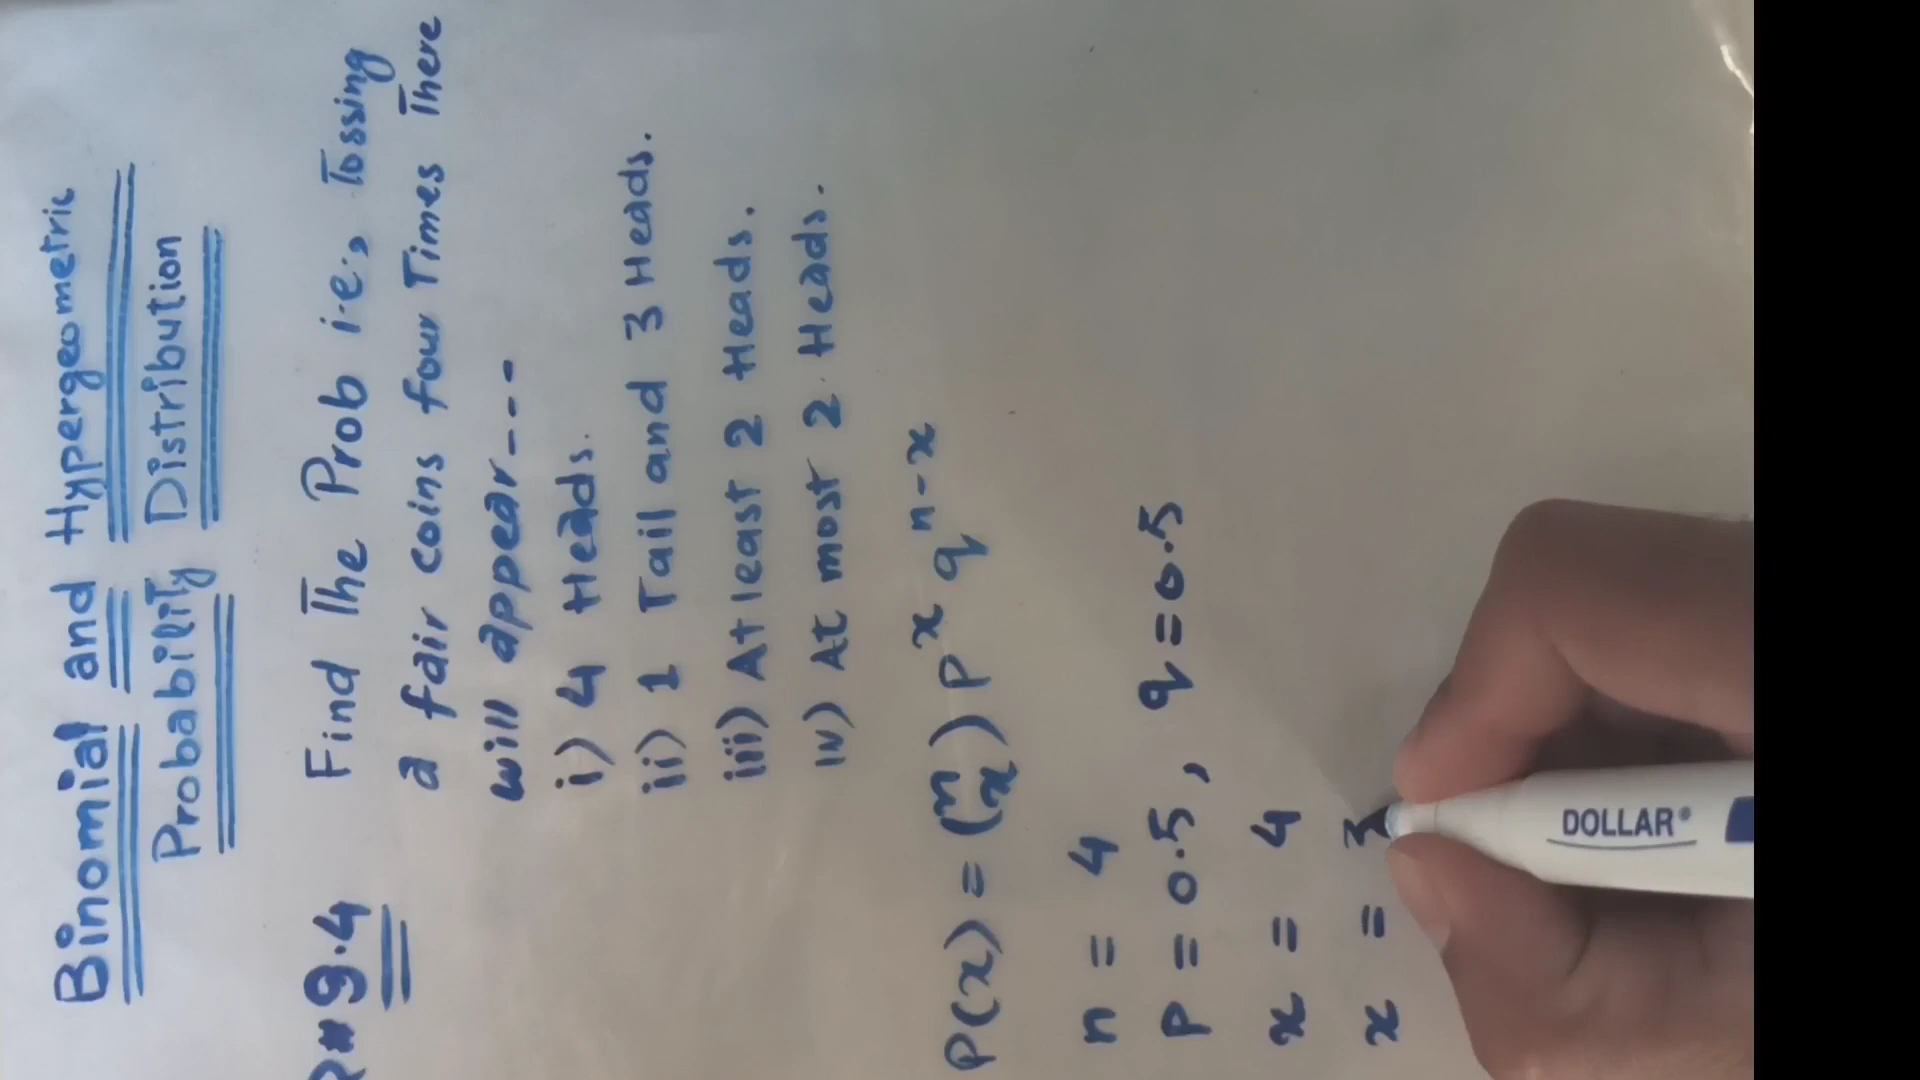 Binomial and Hypergeometric
Probability Distribution
9.4 Find The Prob i.e., Tossing
a fair coins four Times There
will appear----
i) 4 Heads.
ii) 1 Tail and 3 Heads.
iii) At least 2 Heads.
iv) At most 2 Heads.
P(x) = (n x) p^x q^n-x
n = 4
P = 0.5, q = 0.5
x = 4
x = 3
DOLLAR®